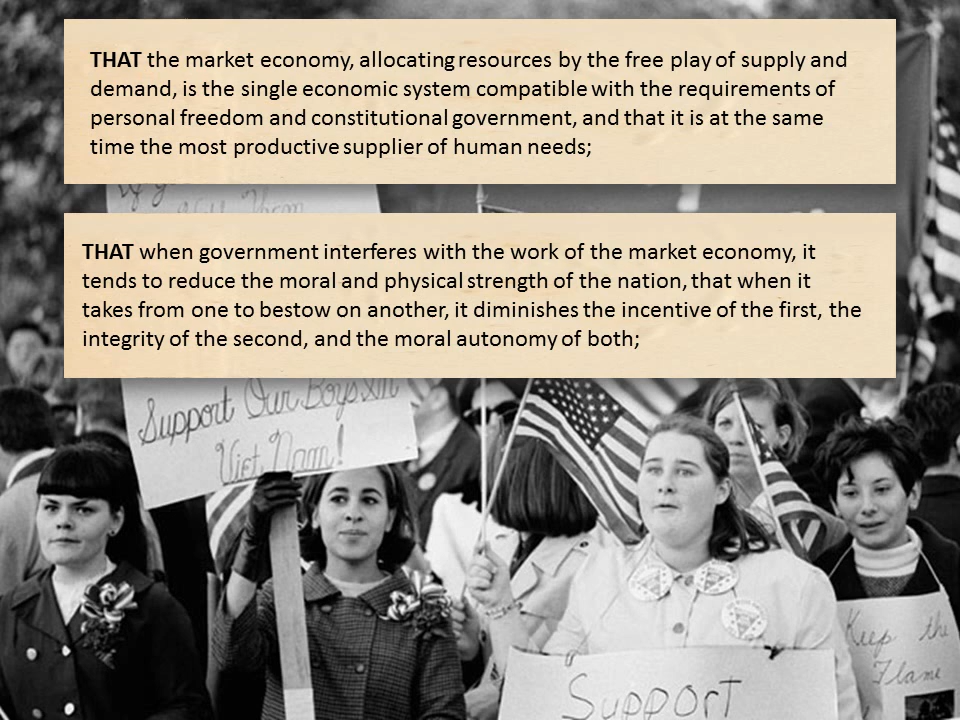 THAT the market economy, allocating resources by the free play of supply and
demand, is the single economic system compatible with the requirements of
personal freedom and constitutional government, and that it is at the same
time the most productive supplier of human needs;
THAT when government interferes with the work of the market economy, it
tends to reduce the moral and physical strength of the nation, that when it
takes from one to bestow on another, it diminishes the incentive of the first, the
integrity of the second, and the moral autonomy of both;
Support Our Boys In
Viet Nam!
Keep the
Flame
Support